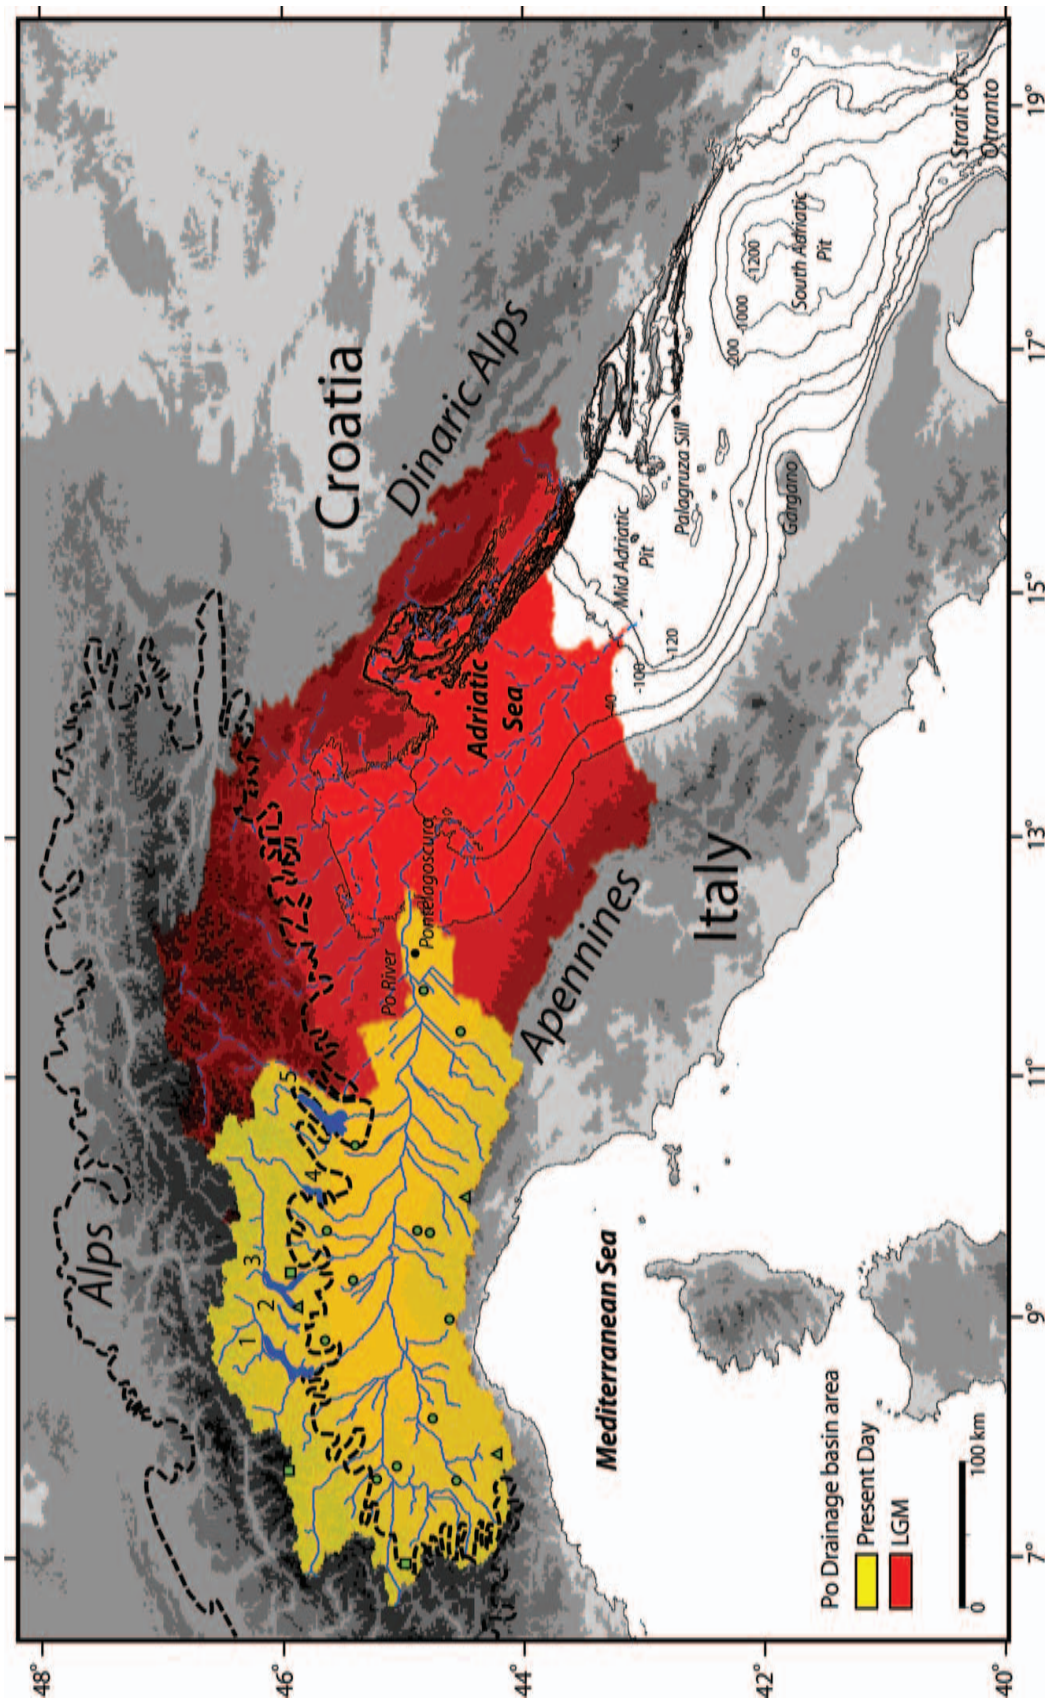 48°
46°
44°
42°
40°
7°
9°
11°
13°
15°
17°
19°
Alps
1
2
3
4
5
Croatia
Dinaric Alps
Po River
Pontelagoscuro
Adriatic
Sea
Apennines
Italy
40
-100
120
Mid Adriatic
Pit
Palagruza Sill
Gargano
200
-1000
-1200
South Adriatic
Pit
Strait of
Otranto
Mediterranean Sea
Po Drainage basin area
Present Day
LGM
0
100 km